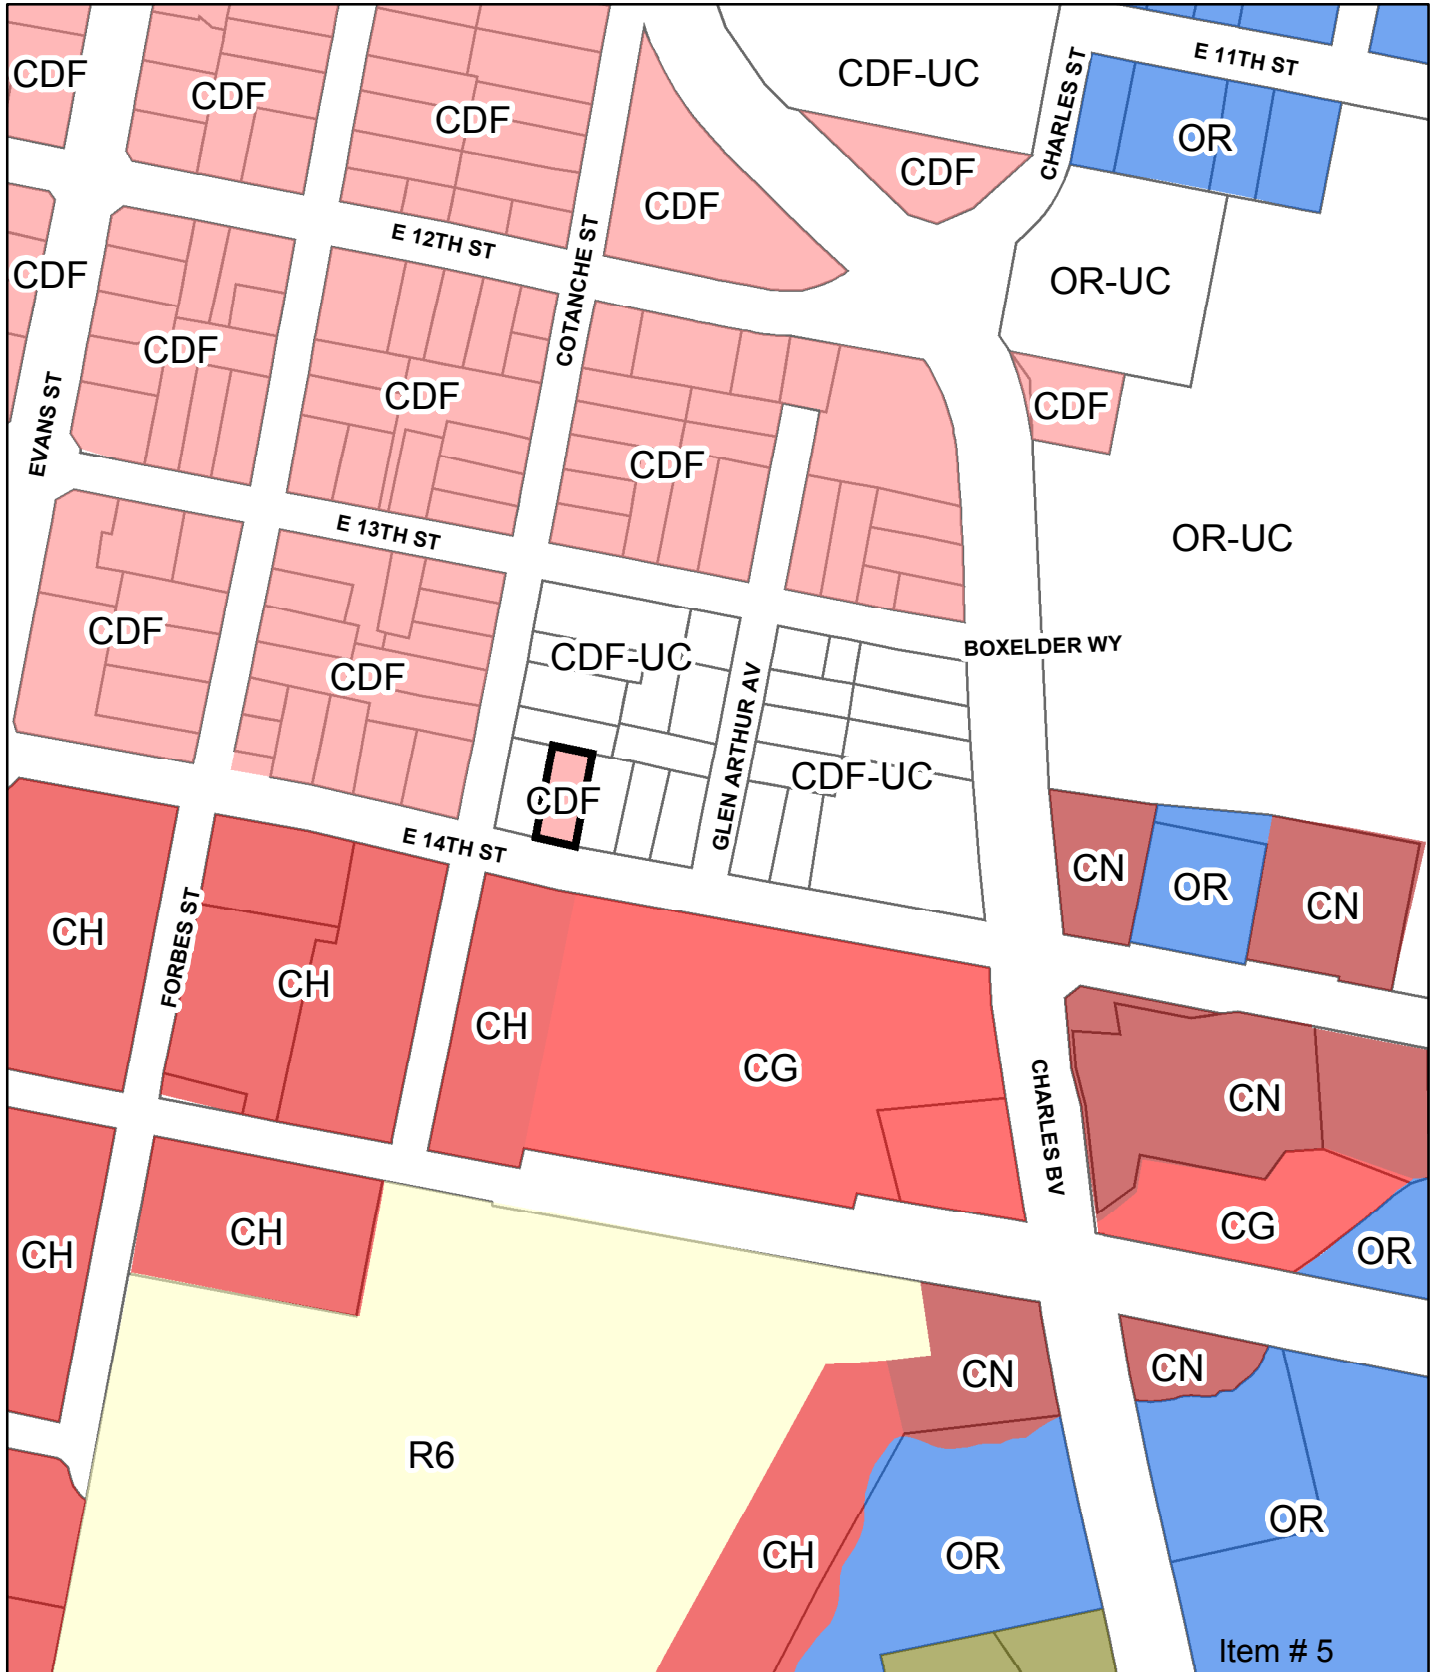 CDF
CDF
CDF
CDF-UC
E 11TH ST
CHARLES ST
OR
CDF
CDF
E 12TH ST
COTANCHE ST
CDF
OR-UC
CDF
CDF
CDF
EVANS ST
CDF
E 13TH ST
OR-UC
CDF
CDF
CDF-UC
BOXELDER WY
GLEN ARTHUR AV
CDF-UC
CDF
E 14TH ST
CN
OR
CN
CH
FORBES ST
CH
CH
CG
CHARLES BV
CN
CH
CH
CG
OR
CN
CN
R6
CH
OR
OR
Item # 5